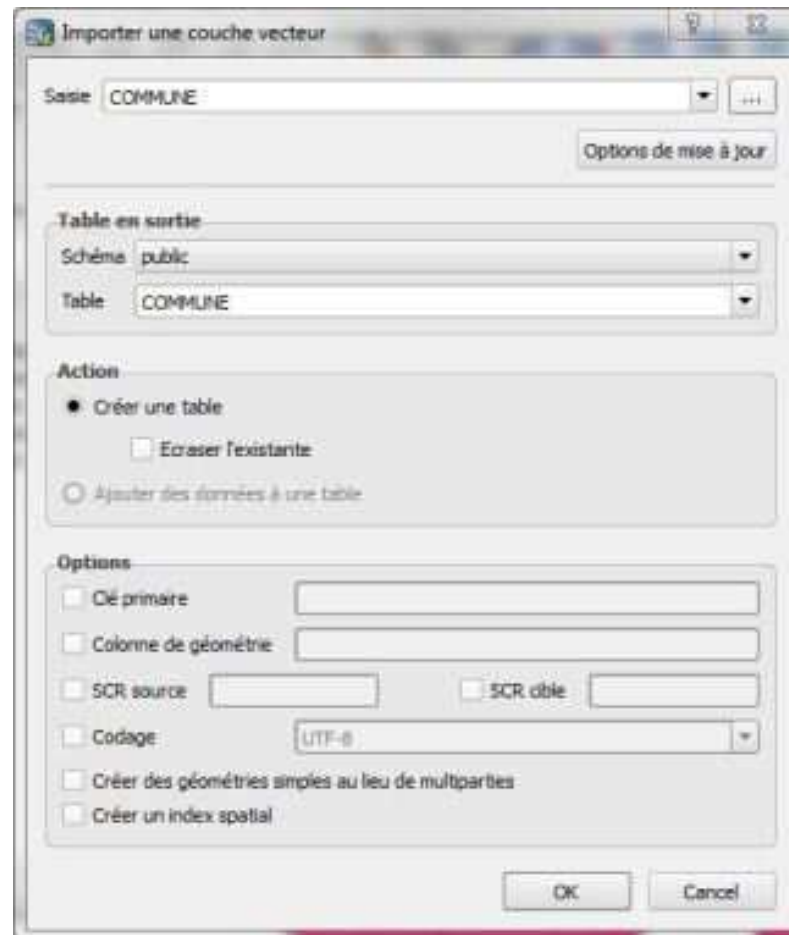 Importer une couche vecteur
Saisie COMMUNE ...
Options de mise à jour
Table en sortie
Schéma public
Table COMMUNE
Action
Créer une table
Ecraser l'existante
Ajouter des données à une table
Options
Clé primaire
Colonne de géométrie
SCR source SCR cible
Codage UTF-8
Créer des géométries simples au lieu de multiparties
Créer un index spatial
OK Cancel